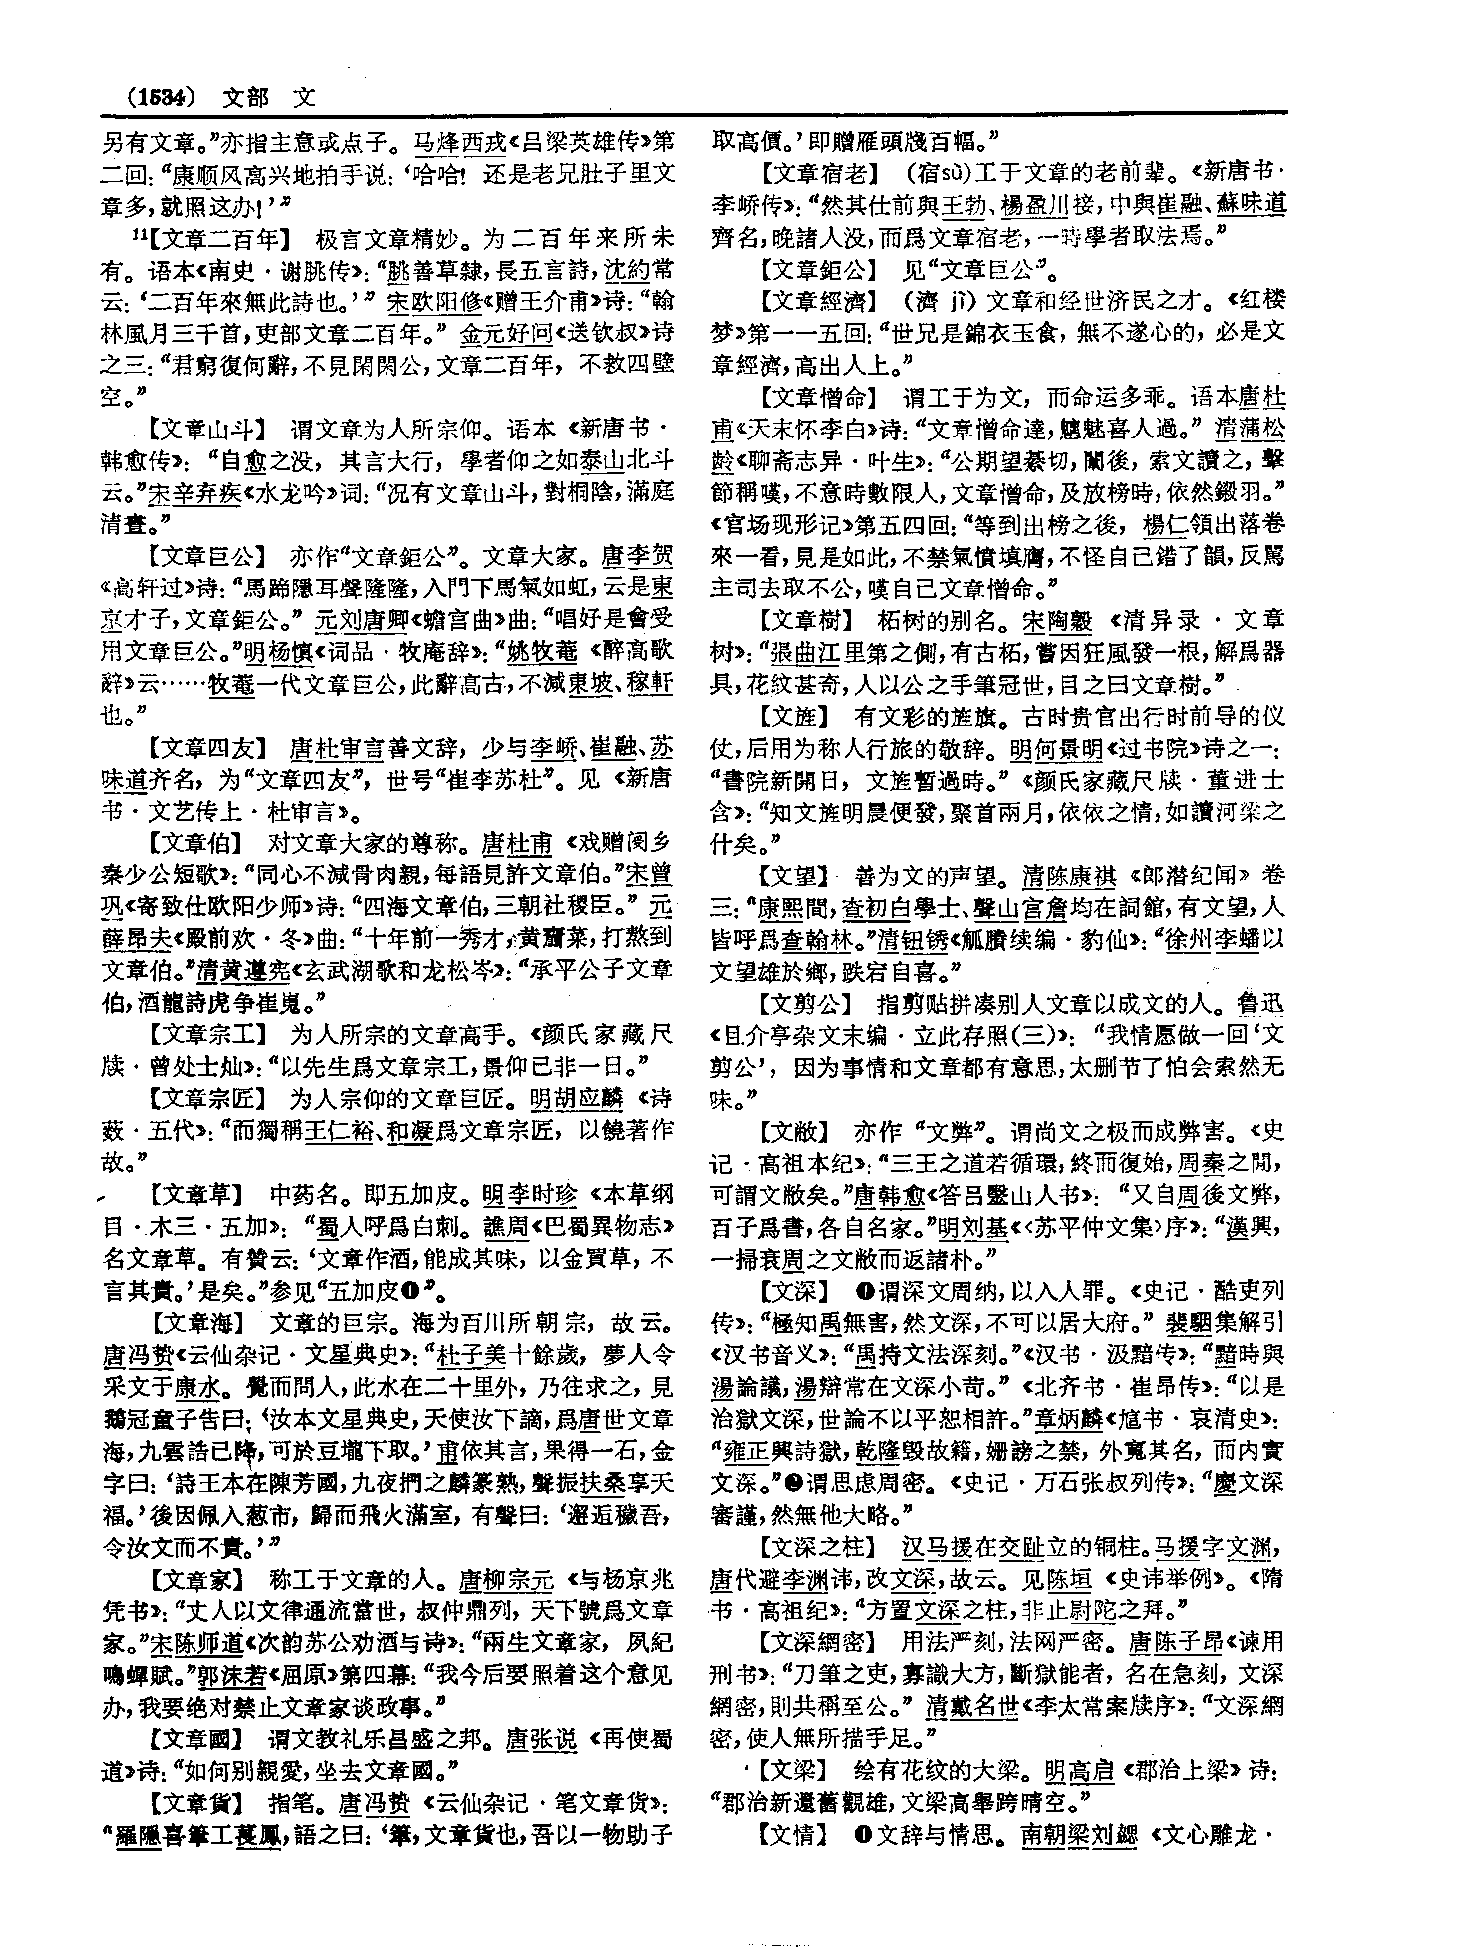 (1534) 文部 文
另有文章。”亦指主意或点子。马烽西戎《吕梁英雄传》第
二回：“康顺风高兴地拍手说：‘哈哈！还是老兄肚子里文
章多，就照这办！’”
11【文章二百年】 极言文章精妙。为二百年来所未
有。语本《南史·谢朓传》：“朓善草隸，長五言詩，沈約常
云：‘二百年來無此詩也。’”宋欧阳修《赠王介甫》诗：“翰
林風月三千首，吏部文章二百年。”金元好问《送钦叔》诗
之三：“君窮復何辭，不見閑閑公，文章二百年，不救四壁
空。”
【文章山斗】 谓文章为人所宗仰。语本《新唐书·
韩愈传》：“自愈之没，其言大行，學者仰之如泰山北斗
云。”宋辛弃疾《水龙吟》词：“况有文章山斗，對桐陰，滿庭
清晝。”
【文章巨公】 亦作“文章鉅公”。文章大家。唐李贺
《高轩过》诗：“馬蹄隱耳聲隆隆，入門下馬氣如虹，云是東
京才子，文章鉅公。”元刘唐卿《蟾宫曲》曲：“唱好是會受
用文章巨公。”明杨慎《词品·牧庵辞》：“姚牧菴《醉高歌
辭》云……牧菴一代文章巨公，此辭高古，不減東坡、稼軒
也。”
【文章四友】 唐杜审言善文辞，少与李峤、崔融、苏
味道齐名，为“文章四友”，世号“崔李苏杜”。见《新唐
书·文艺传上·杜审言》。
【文章伯】 对文章大家的尊称。唐杜甫《戏赠阌乡
秦少公短歌》：“同心不減骨肉親，每語見許文章伯。”宋曾
巩《寄致仕欧阳少师》诗：“四海文章伯，三朝社稷臣。”元
薛昂夫《殿前欢·冬》曲：“十年前一秀才，黄齏菜，打熬到
文章伯。”清黄遵宪《玄武湖歌和龙松岑》：“承平公子文章
伯，酒龍詩虎争崔嵬。”
【文章宗工】 为人所宗的文章高手。《颜氏家藏尺
牍·曾处士灿》：“以先生爲文章宗工，景仰已非一日。”
【文章宗匠】 为人宗仰的文章巨匠。明胡应麟《诗
薮·五代》：“而獨稱王仁裕、和凝爲文章宗匠，以饒著作
故。”
【文章草】 中药名。即五加皮。明李时珍《本草纲
目·木三·五加》：“蜀人呼爲白刺。譙周《巴蜀異物志》
名文章草。有贊云：‘文章作酒，能成其味，以金買草，不
言其貴。’是矣。”参见“五加皮❶”。
【文章海】 文章的巨宗。海为百川所朝宗，故云。
唐冯贽《云仙杂记·文星典史》：“杜子美十餘歲，夢人令
采文于康水。覺而問人，此水在二十里外，乃往求之，見
鵝冠童子告曰：‘汝本文星典史，天使汝下謫，爲唐世文章
海，九雲誥已降，可於豆壠下取。’甫依其言，果得一石，金
字曰：‘詩王本在陳芳國，九夜捫之麟篆熟，聲振扶桑享天
福。’後因佩入葱市，歸而飛火滿室，有聲曰：‘邂逅穢吾，
令汝文而不貴。’”
【文章家】 称工于文章的人。唐柳宗元《与杨京兆
凭书》：“丈人以文律通流當世，叔仲鼎列，天下號爲文章
家。”宋陈师道《次韵苏公劝酒与诗》：“兩生文章家，夙紀
鳴蟬賦。”郭沫若《屈原》第四幕：“我今后要照着这个意见
办，我要绝对禁止文章家谈政事。”
【文章國】 谓文教礼乐昌盛之邦。唐张说《再使蜀
道》诗：“如何别親愛，坐去文章國。”
【文章貨】 指笔。唐冯贽《云仙杂记·笔文章货》：
“羅隱喜筆工萇鳳，語之曰：‘筆，文章貨也，吾以一物助子
取高價。’即贈雁頭牋百幅。”
【文章宿老】 (宿sù)工于文章的老前辈。《新唐书·
李峤传》：“然其仕前與王勃、楊盈川接，中與崔融、蘇味道
齊名，晚諸人没，而爲文章宿老，一時學者取法焉。”
【文章鉅公】 见“文章巨公”。
【文章經濟】 (濟 jì) 文章和经世济民之才。《红楼
梦》第一一五回：“世兄是錦衣玉食，無不遂心的，必是文
章經濟，高出人上。”
【文章憎命】 谓工于为文，而命运多乖。语本唐杜
甫《天末怀李白》诗：“文章憎命達，魑魅喜人過。”清蒲松
龄《聊斋志异·叶生》：“公期望綦切，闈後，索文讀之，擊
節稱嘆，不意時數限人，文章憎命，及放榜時，依然鎩羽。”
《官场现形记》第五四回：“等到出榜之後，楊仁領出落卷
來一看，見是如此，不禁氣憤填膺，不怪自己錯了韻，反駡
主司去取不公，嘆自己文章憎命。”
【文章樹】 柘树的别名。宋陶穀《清异录·文章
树》：“張曲江里第之側，有古柘，嘗因狂風發一根，解爲器
具，花紋甚奇，人以公之手筆冠世，目之曰文章樹。”
【文旌】 有文彩的旌旗。古时贵官出行时前导的仪
仗，后用为称人行旅的敬辞。明何景明《过书院》诗之一：
“書院新開日，文旌暫過時。”《颜氏家藏尺牍·董进士
含》：“知文旌明晨便發，聚首兩月，依依之情，如讀河梁之
什矣。”
【文望】 善为文的声望。清陈康祺《郎潜纪闻》卷
三：“康熙間，查初白學士、聲山宫詹均在詞館，有文望，人
皆呼爲查翰林。”清钮锈《觚賸续编·豹仙》：“徐州李蟠以
文望雄於鄉，跌宕自喜。”
【文剪公】 指剪贴拼凑别人文章以成文的人。鲁迅
《且介亭杂文末编·立此存照(三)》：“我情愿做一回‘文
剪公’，因为事情和文章都有意思，太删节了怕会索然无
味。”
【文敝】 亦作“文弊”。谓尚文之极而成弊害。《史
记·高祖本纪》：“三王之道若循環，終而復始，周秦之間，
可謂文敝矣。”唐韩愈《答吕毉山人书》：“又自周後文弊，
百子爲書，各自名家。”明刘基《〈苏平仲文集〉序》：“漢興，
一掃衰周之文敝而返諸朴。”
【文深】 ❶谓深文周纳，以入人罪。《史记·酷吏列
传》：“極知禹無害，然文深，不可以居大府。”裴駰集解引
《汉书音义》：“禹持文法深刻。”《汉书·汲黯传》：“黯時與
湯論議，湯辯常在文深小苛。”《北齐书·崔昂传》：“以是
治獄文深，世論不以平恕相許。”章炳麟《訄书·哀清史》：
“雍正興詩獄，乾隆毁故籍，姗謗之禁，外寬其名，而内實
文深。”❷谓思虑周密。《史记·万石张叔列传》：“慶文深
審謹，然無他大略。”
【文深之柱】 汉马援在交趾立的铜柱。马援字文渊，
唐代避李渊讳，改文深，故云。见陈垣《史讳举例》。《隋
书·高祖纪》：“方置文深之柱，非止尉陀之拜。”
【文深網密】 用法严刻，法网严密。唐陈子昂《谏用
刑书》：“刀筆之吏，寡識大方，斷獄能者，名在急刻，文深
網密，則共稱至公。”清戴名世《李太常案牍序》：“文深網
密，使人無所措手足。”
【文梁】 绘有花纹的大梁。明高启《郡治上梁》诗：
“郡治新還舊觀雄，文梁高舉跨晴空。”
【文情】 ❶文辞与情思。南朝梁刘勰《文心雕龙·